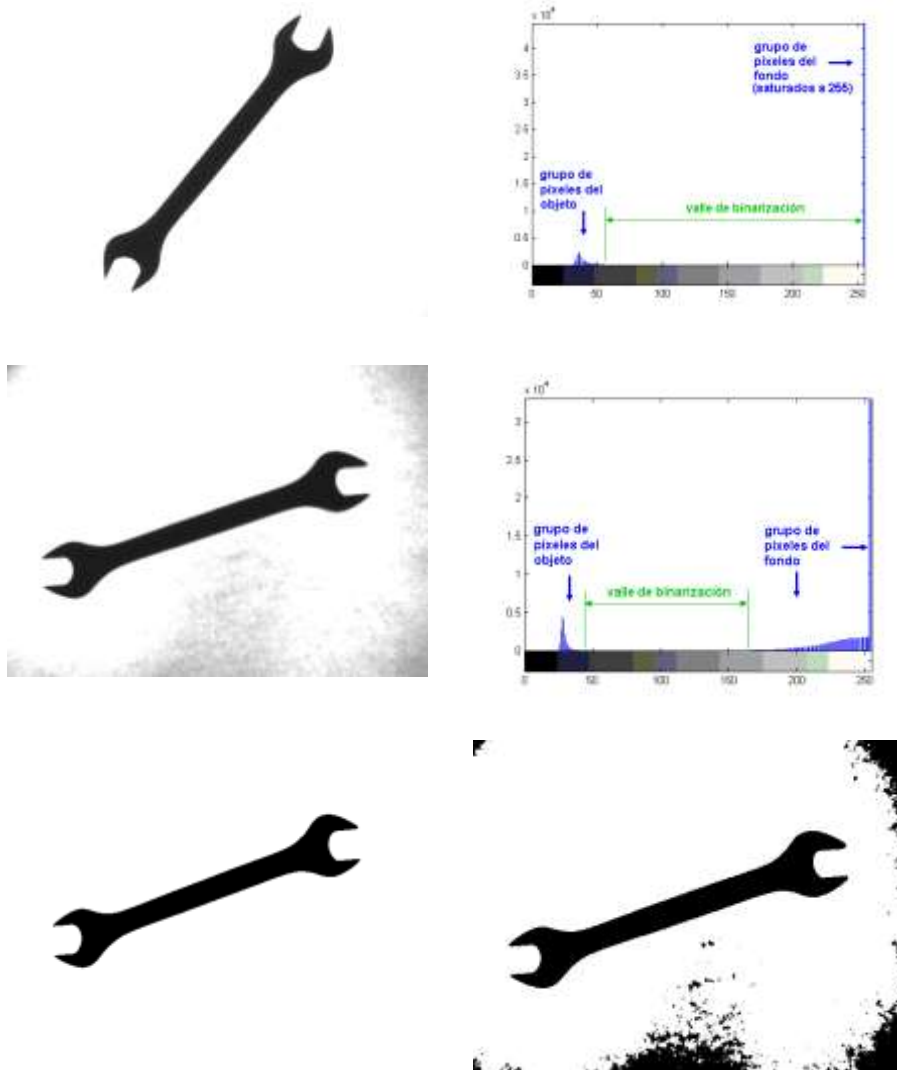 x 10⁴
grupo de
pixeles del
fondo
(saturados a 255)
4
3.5
3
2.5
2
1.5
1
0.5
0
grupo de
pixeles del
objeto
valle de binarización
0 50 100 150 200 250
x 10⁴
3
2.5
2
1.5
1
0.5
0
grupo de
pixeles del
objeto
grupo de
pixeles del
fondo
valle de binarización
0 50 100 150 200 250